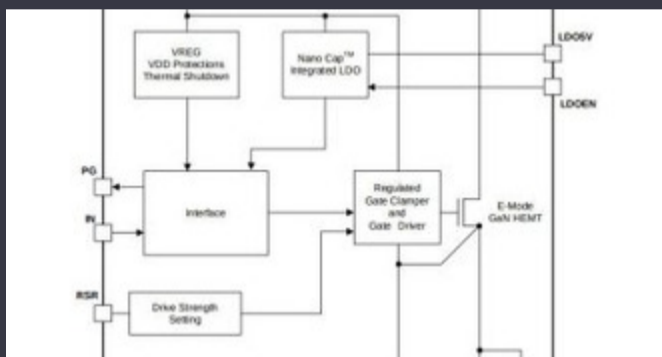 LDO5V
VREG
VDD Protections
Thermal Shutdown
Nano Cap™
Integrated LDO
LDOEN
PG
IN
Interface
Regulated
Gate Clamper
and
Gate Driver
E-Mode
GaN HEMT
RSR
Drive Strength
Setting